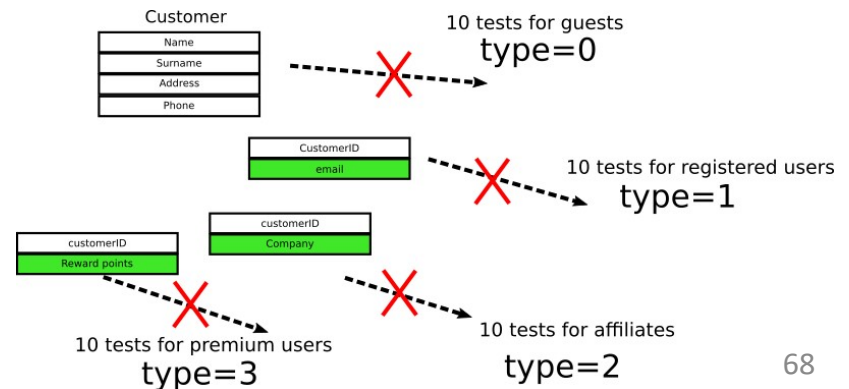 Customer
Name
Surname
Address
Phone
10 tests for guests
type=0
CustomerID
email
10 tests for registered users
type=1
customerID
Company
customerID
Reward points
10 tests for affiliates
type=2
10 tests for premium users
type=3
68